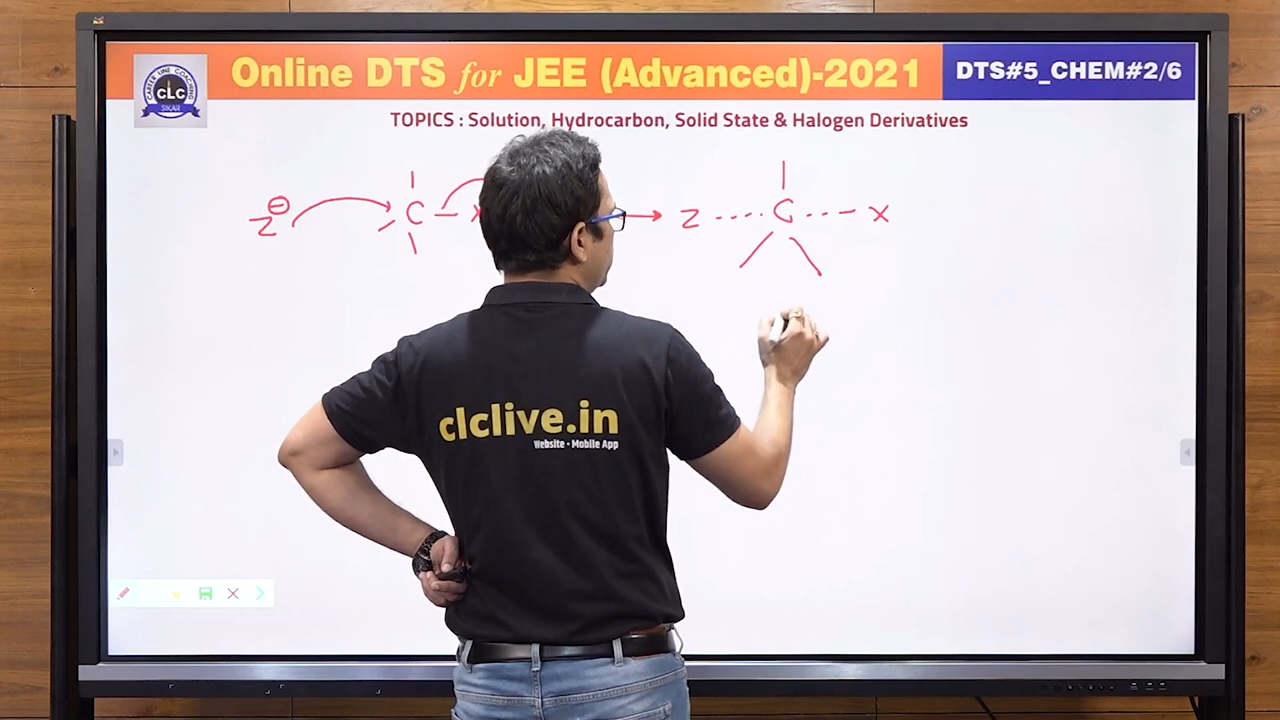 Online DTS for JEE (Advanced)-2021
DTS#5_CHEM#2/6
CAREER LINE COACHING
CLC
SIKAR
TOPICS : Solution, Hydrocarbon, Solid State & Halogen Derivatives
Z⊖ C – X
Z ---- C ---- X
clclive.in
Website • Mobile App